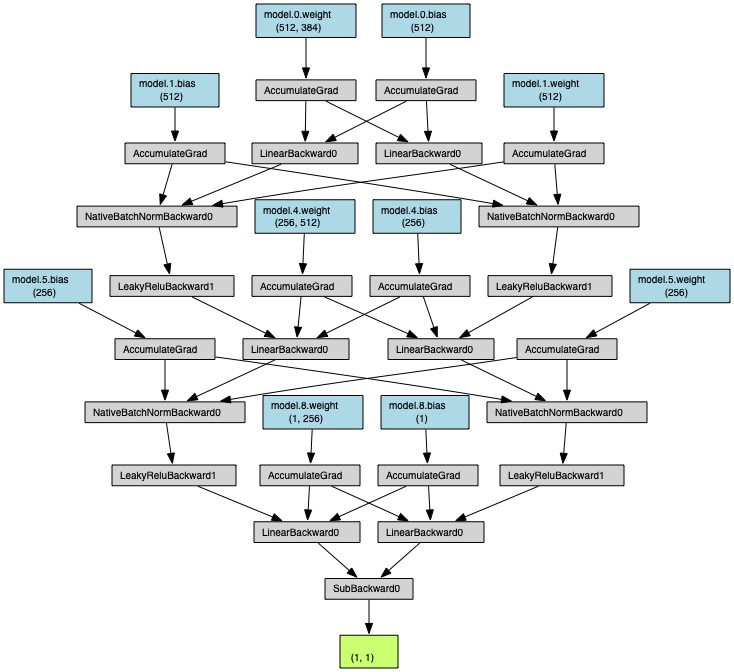 model.0.weight
(512, 384)
model.0.bias
(512)
model.1.bias
(512)
AccumulateGrad
AccumulateGrad
model.1.weight
(512)
AccumulateGrad
LinearBackward0
LinearBackward0
AccumulateGrad
NativeBatchNormBackward0
model.4.weight
(256, 512)
model.4.bias
(256)
NativeBatchNormBackward0
model.5.bias
(256)
LeakyReluBackward1
AccumulateGrad
AccumulateGrad
LeakyReluBackward1
model.5.weight
(256)
AccumulateGrad
LinearBackward0
LinearBackward0
AccumulateGrad
NativeBatchNormBackward0
model.8.weight
(1, 256)
model.8.bias
(1)
NativeBatchNormBackward0
LeakyReluBackward1
AccumulateGrad
AccumulateGrad
LeakyReluBackward1
LinearBackward0
LinearBackward0
SubBackward0
(1, 1)